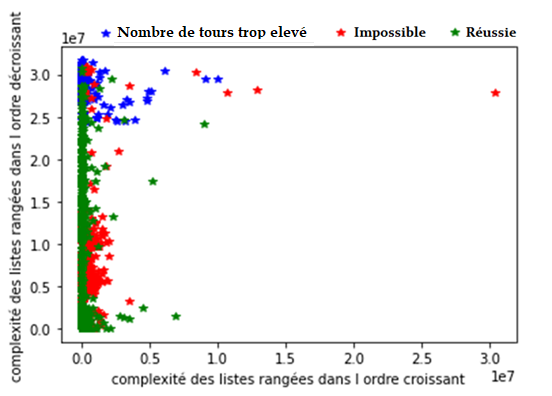 1e7
Nombre de tours trop elevé
Impossible
Réussie
complexité des listes rangées dans l ordre décroissant
3.0
2.5
2.0
1.5
1.0
0.5
0.0
0.0 0.5 1.0 1.5 2.0 2.5 3.0
1e7
complexité des listes rangées dans l ordre croissant